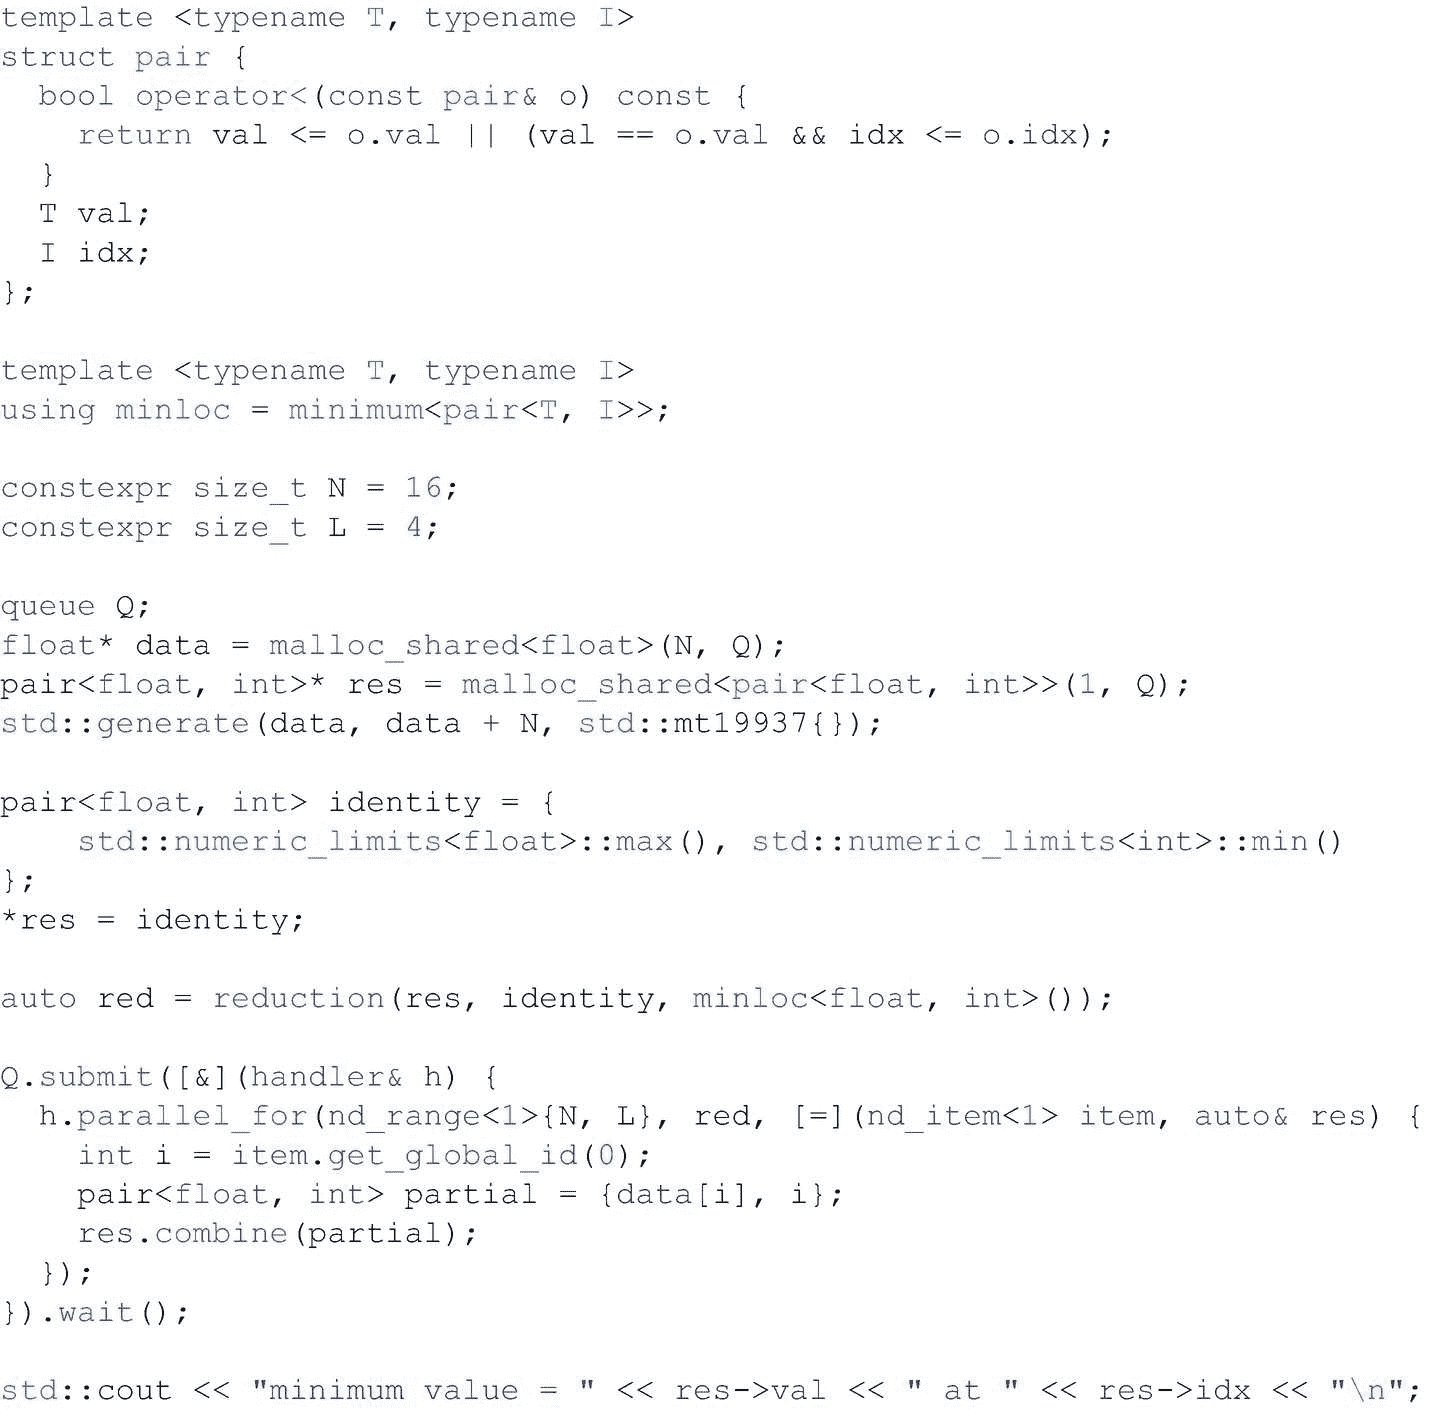 template <typename T, typename I>
struct pair {
  bool operator<(const pair& o) const {
    return val <= o.val || (val == o.val && idx <= o.idx);
  }
  T val;
  I idx;
};

template <typename T, typename I>
using minloc = minimum<pair<T, I>>;

constexpr size_t N = 16;
constexpr size_t L = 4;

queue Q;
float* data = malloc_shared<float>(N, Q);
pair<float, int>* res = malloc_shared<pair<float, int>>(1, Q);
std::generate(data, data + N, std::mt19937{});

pair<float, int> identity = {
    std::numeric_limits<float>::max(), std::numeric_limits<int>::min()
};
*res = identity;

auto red = reduction(res, identity, minloc<float, int>());

Q.submit([&](handler& h) {
  h.parallel_for(nd_range<1>{N, L}, red, [=](nd_item<1> item, auto& res) {
    int i = item.get_global_id(0);
    pair<float, int> partial = {data[i], i};
    res.combine(partial);
  });
}).wait();

std::cout << "minimum value = " << res->val << " at " << res->idx << "\n";